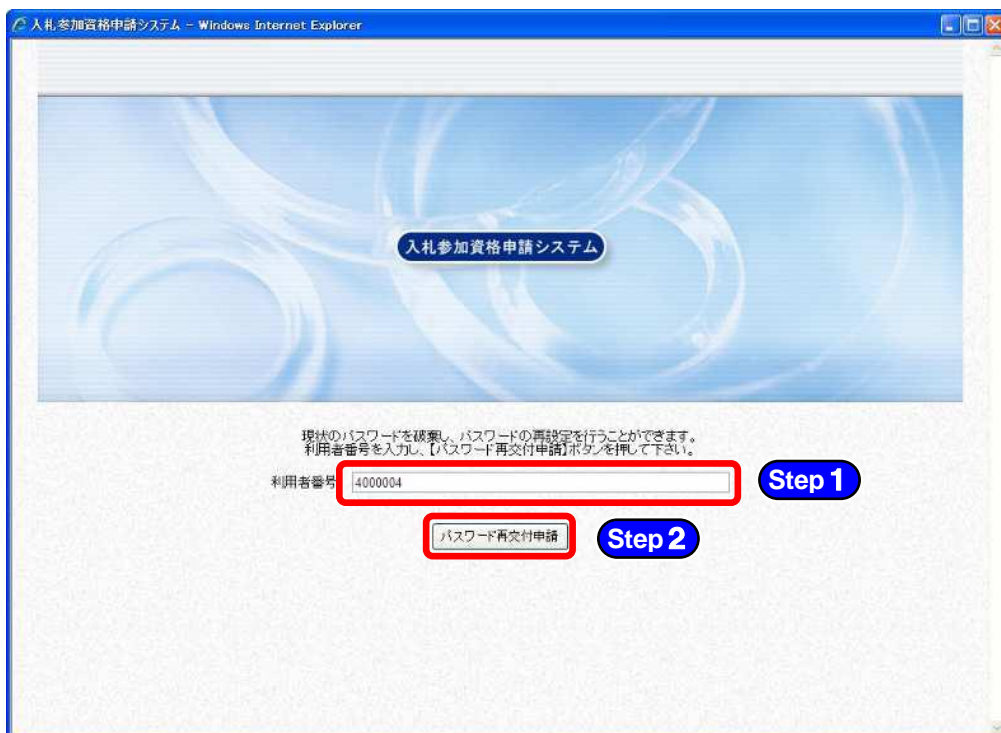 入札参加資格申請システム - Windows Internet Explorer
入札参加資格申請システム
現状のパスワードを破棄し、パスワードの再設定を行うことができます。
利用者番号を入力し、【パスワード再交付申請】ボタンを押して下さい。
利用者番号 4000004 Step 1
パスワード再交付申請 Step 2